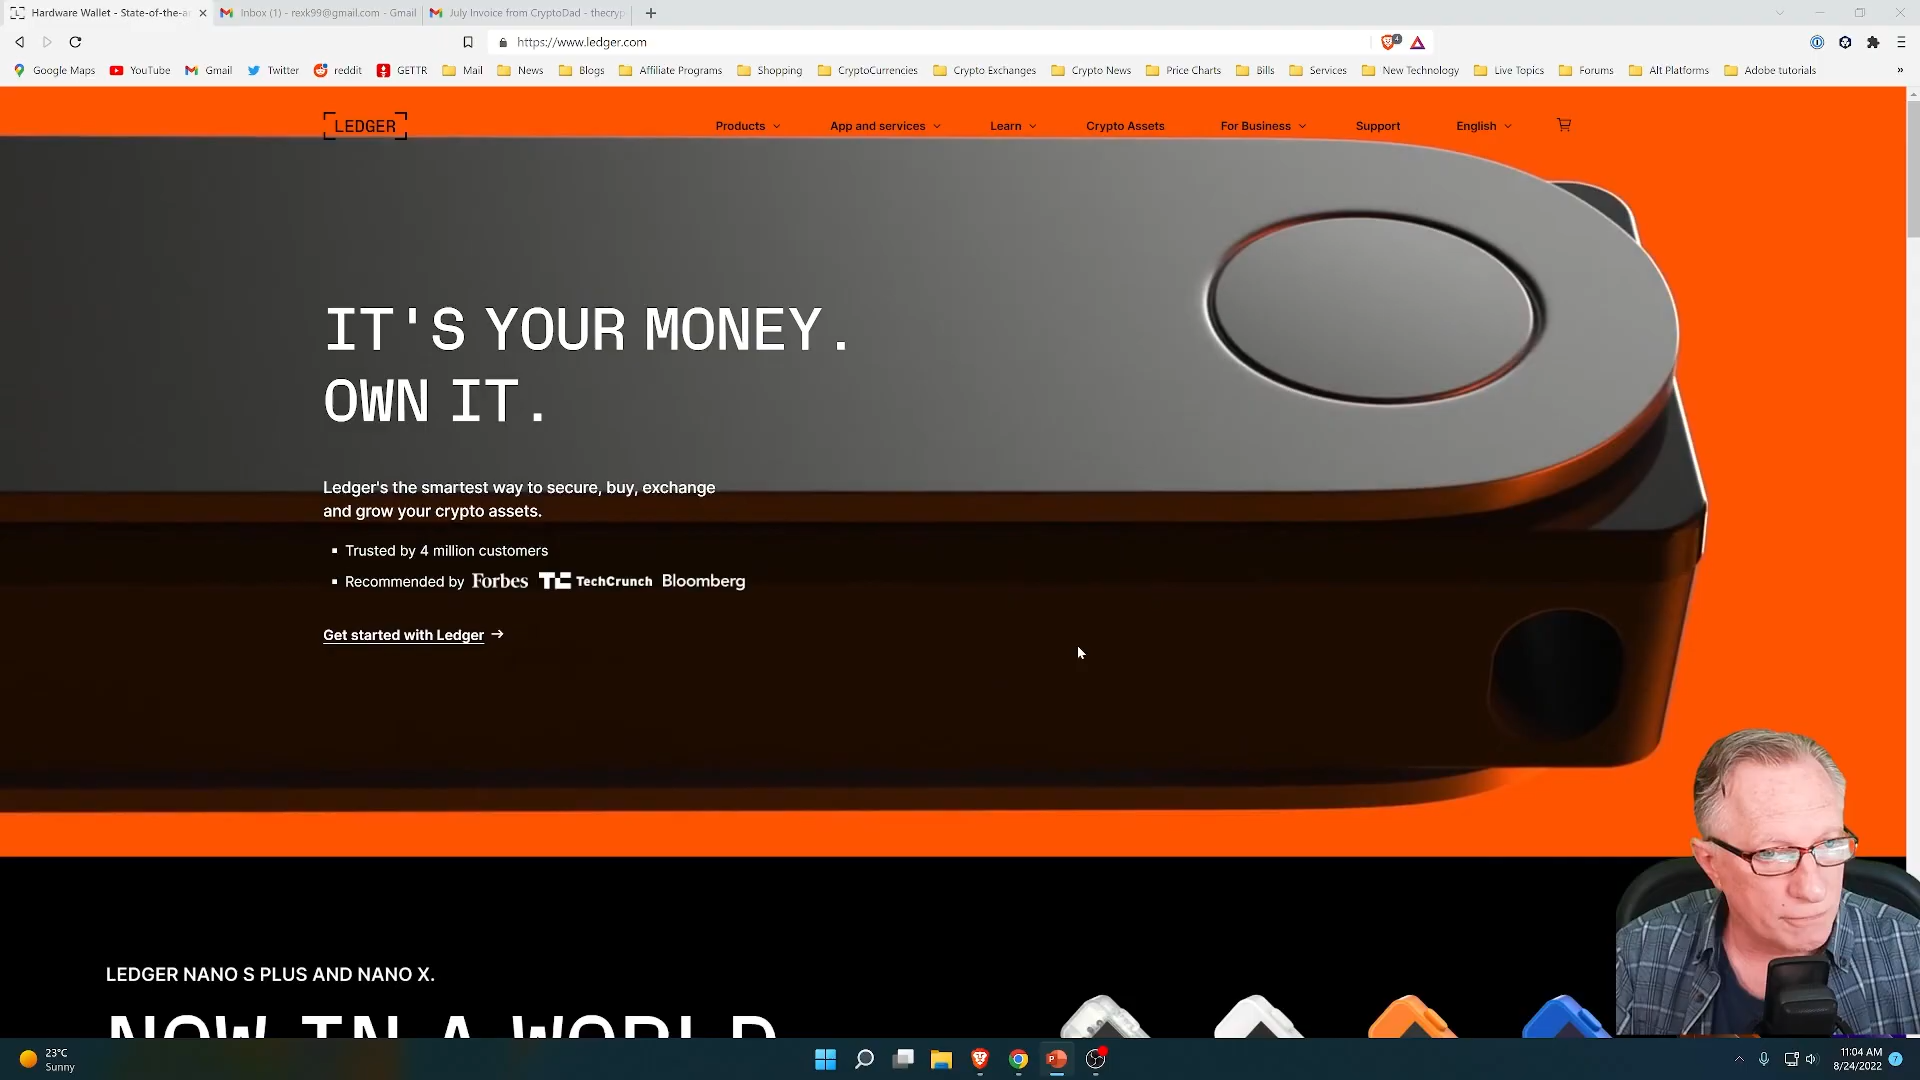 Hardware Wallet - State-of-the-a
Inbox (1) - rexk99@gmail.com - Gmail
July Invoice from CryptoDad - thecryp
https://www.ledger.com
Google Maps
YouTube
Gmail
Twitter
reddit
GETTR
Mail
News
Blogs
Affiliate Programs
Shopping
CryptoCurrencies
Crypto Exchanges
Crypto News
Price Charts
Bills
Services
New Technology
Live Topics
Forums
Alt Platforms
Adobe tutorials
LEDGER
Products
App and services
Learn
Crypto Assets
For Business
Support
English
IT'S YOUR MONEY.
OWN IT.
Ledger's the smartest way to secure, buy, exchange
and grow your crypto assets.
Trusted by 4 million customers
Recommended by Forbes TC TechCrunch Bloomberg
Get started with Ledger →
LEDGER NANO S PLUS AND NANO X.
NOW IN A WORLD
23°C
Sunny
11:04 AM
8/24/2022
7